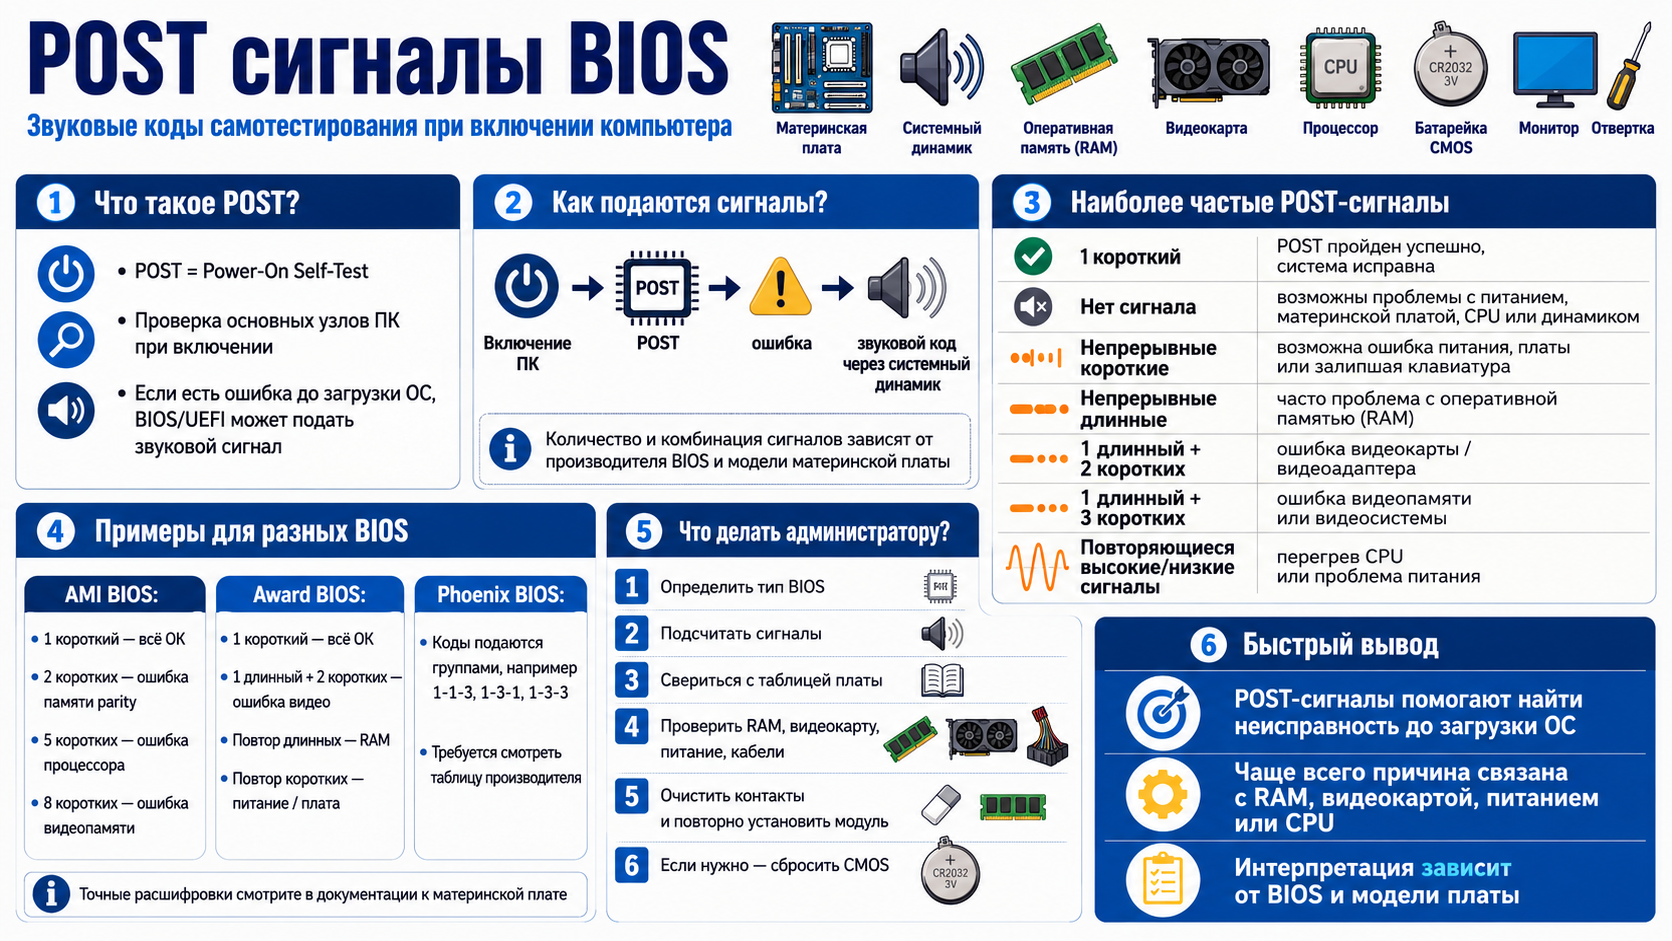 POST сигналы BIOS
Звуковые коды самотестирования при включении компьютера
CPU
+
CR2032
3V
Материнская
плата
Системный
динамик
Оперативная
память (RAM)
Видеокарта
Процессор
Батарейка
CMOS
Монитор
Отвертка
1 Что такое POST?
• POST = Power-On Self-Test
• Проверка основных узлов ПК
при включении
• Если есть ошибка до загрузки ОС,
BIOS/UEFI может подать
звуковой сигнал
2 Как подаются сигналы?
POST
Включение
ПК
POST
ошибка
звуковой код
через системный
динамик
Количество и комбинация сигналов зависят от
производителя BIOS и модели материнской платы
3 Наиболее частые POST-сигналы
1 короткий
POST пройден успешно,
система исправна
Нет сигнала
возможны проблемы с питанием,
материнской платой, CPU или динамиком
Непрерывные
короткие
возможна ошибка питания, платы
или залипшая клавиатура
Непрерывные
длинные
часто проблема с оперативной
памятью (RAM)
1 длинный +
2 коротких
ошибка видеокарты /
видеоадаптера
1 длинный +
3 коротких
ошибка видеопамяти
или видеосистемы
Повторяющиеся
высокие/низкие
сигналы
перегрев CPU
или проблема питания
4 Примеры для разных BIOS
AMI BIOS:
• 1 короткий — всё ОК
• 2 коротких — ошибка
памяти parity
• 5 коротких — ошибка
процессора
• 8 коротких — ошибка
видеопамяти
Award BIOS:
• 1 короткий — всё ОК
• 1 длинный + 2 коротких —
ошибка видео
• Повтор длинных — RAM
• Повтор коротких —
питание / плата
Phoenix BIOS:
• Коды подаются
группами, например
1-1-3, 1-3-1, 1-3-3
• Требуется смотреть
таблицу производителя
Точные расшифровки смотрите в документации к материнской плате
5 Что делать администратору?
1 Определить тип BIOS
2 Подсчитать сигналы
3 Свериться с таблицей платы
4 Проверить RAM, видеокарту,
питание, кабели
5 Очистить контакты
и повторно установить модуль
6 Если нужно — сбросить CMOS
+
CR2032
3V
6 Быстрый вывод
POST-сигналы помогают найти
неисправность до загрузки ОС
Чаще всего причина связана
с RAM, видеокартой, питанием
или CPU
Интерпретация зависит
от BIOS и модели платы